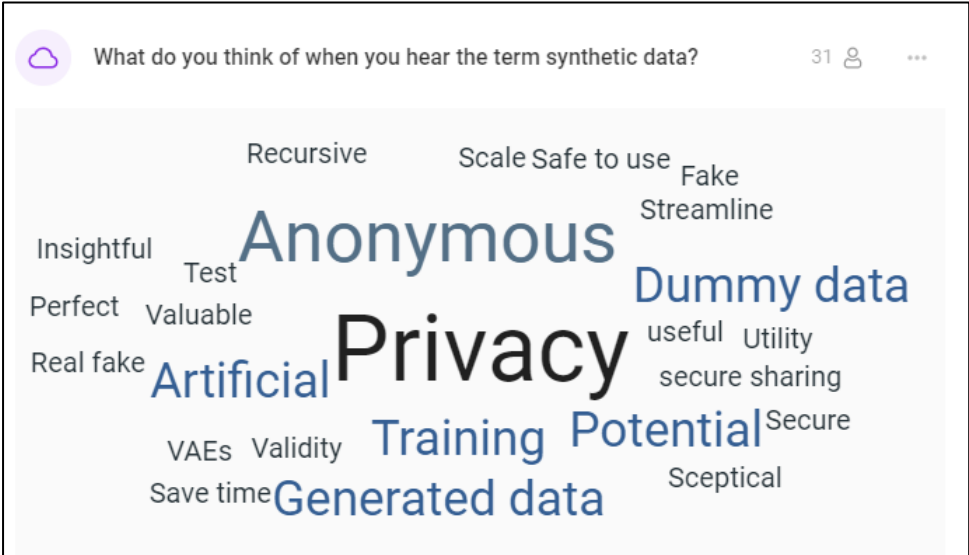 What do you think of when you hear the term synthetic data?
31
Recursive
Scale
Safe to use
Fake
Streamline
Anonymous
Insightful
Test
Dummy data
Perfect
Valuable
Privacy
useful
Utility
Real fake
Artificial
secure sharing
Training
Potential
Secure
VAEs
Validity
Sceptical
Save time
Generated data